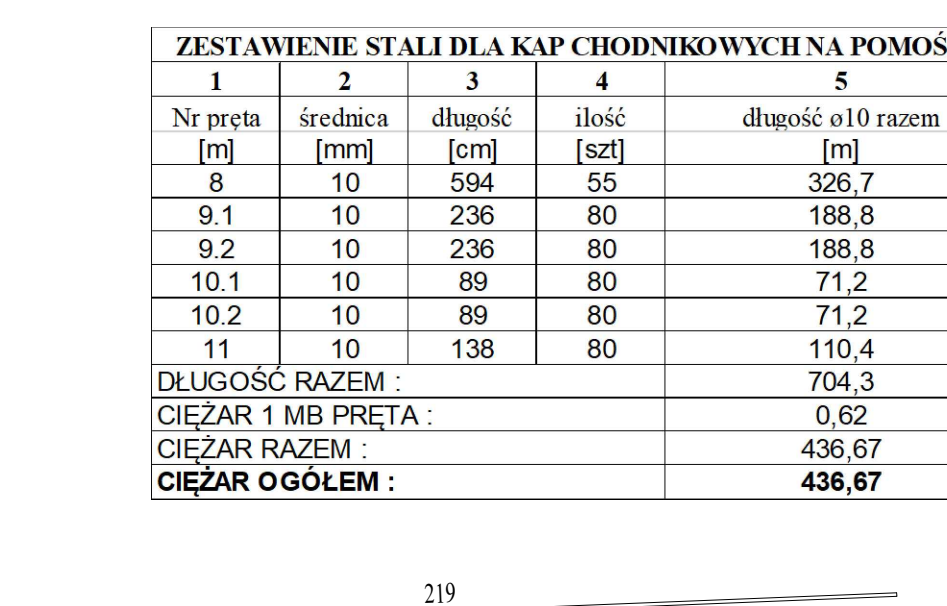 ZESTAWIENIE STALI DLA KAP CHODNIKOWYCH NA POMOŚ
1 2 3 4 5
Nr pręta średnica długość ilość długość ø10 razem
[m] [mm] [cm] [szt] [m]
8 10 594 55 326,7
9.1 10 236 80 188,8
9.2 10 236 80 188,8
10.1 10 89 80 71,2
10.2 10 89 80 71,2
11 10 138 80 110,4
DŁUGOŚĆ RAZEM : 704,3
CIĘŻAR 1 MB PRĘTA : 0,62
CIĘŻAR RAZEM : 436,67
CIĘŻAR OGÓŁEM : 436,67
219